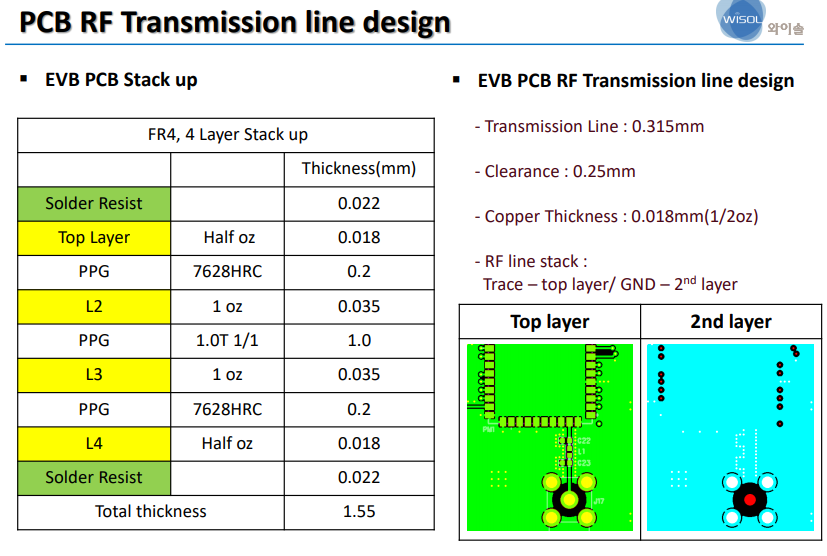 PCB RF Transmission line design
WiSOL
와이솔
▪ EVB PCB Stack up
FR4, 4 Layer Stack up
Thickness(mm)
Solder Resist 0.022
Top Layer Half oz 0.018
PPG 7628HRC 0.2
L2 1 oz 0.035
PPG 1.0T 1/1 1.0
L3 1 oz 0.035
PPG 7628HRC 0.2
L4 Half oz 0.018
Solder Resist 0.022
Total thickness 1.55
▪ EVB PCB RF Transmission line design
- Transmission Line : 0.315mm
- Clearance : 0.25mm
- Copper Thickness : 0.018mm(1/2oz)
- RF line stack :
Trace – top layer/ GND – 2nd layer
Top layer 2nd layer
PM1
C22
L1
C23
J17